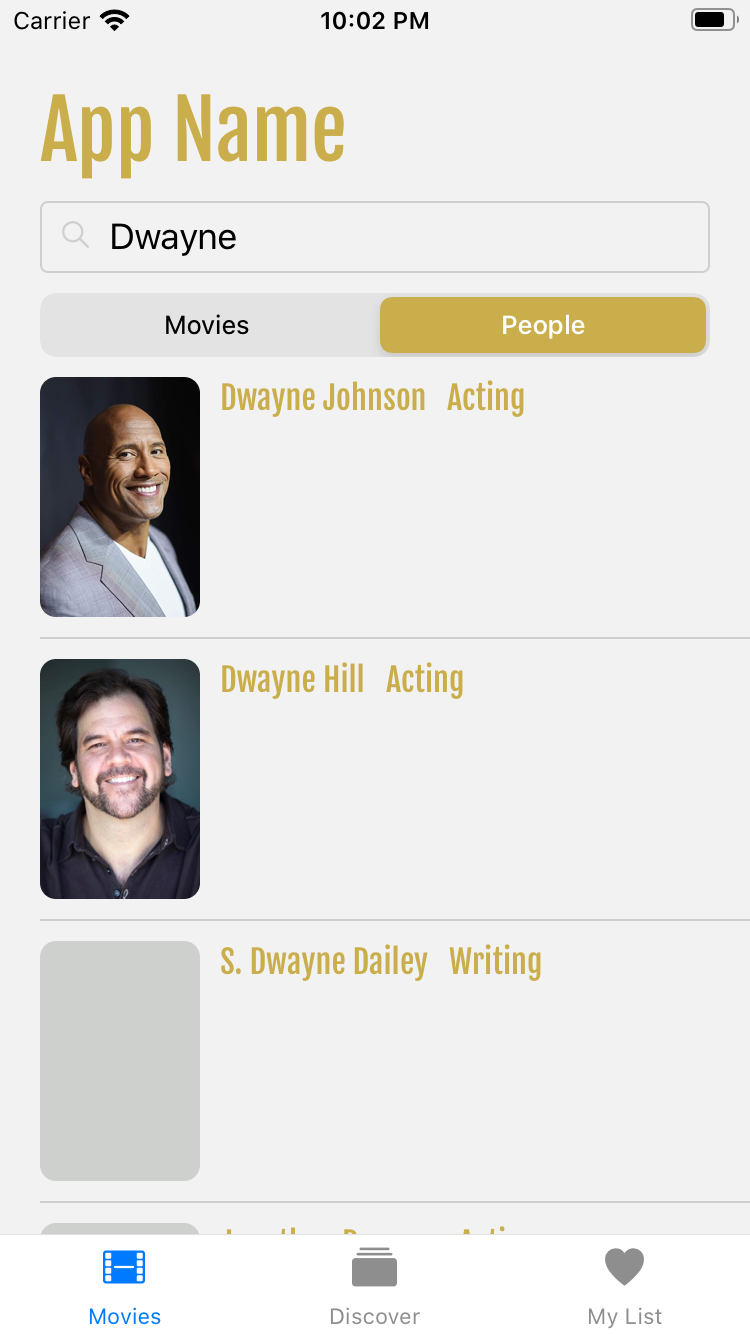 Carrier 10:02 PM
App Name
Dwayne
Movies People
Dwayne Johnson Acting
Dwayne Hill Acting
S. Dwayne Dailey Writing
Movies Discover My List